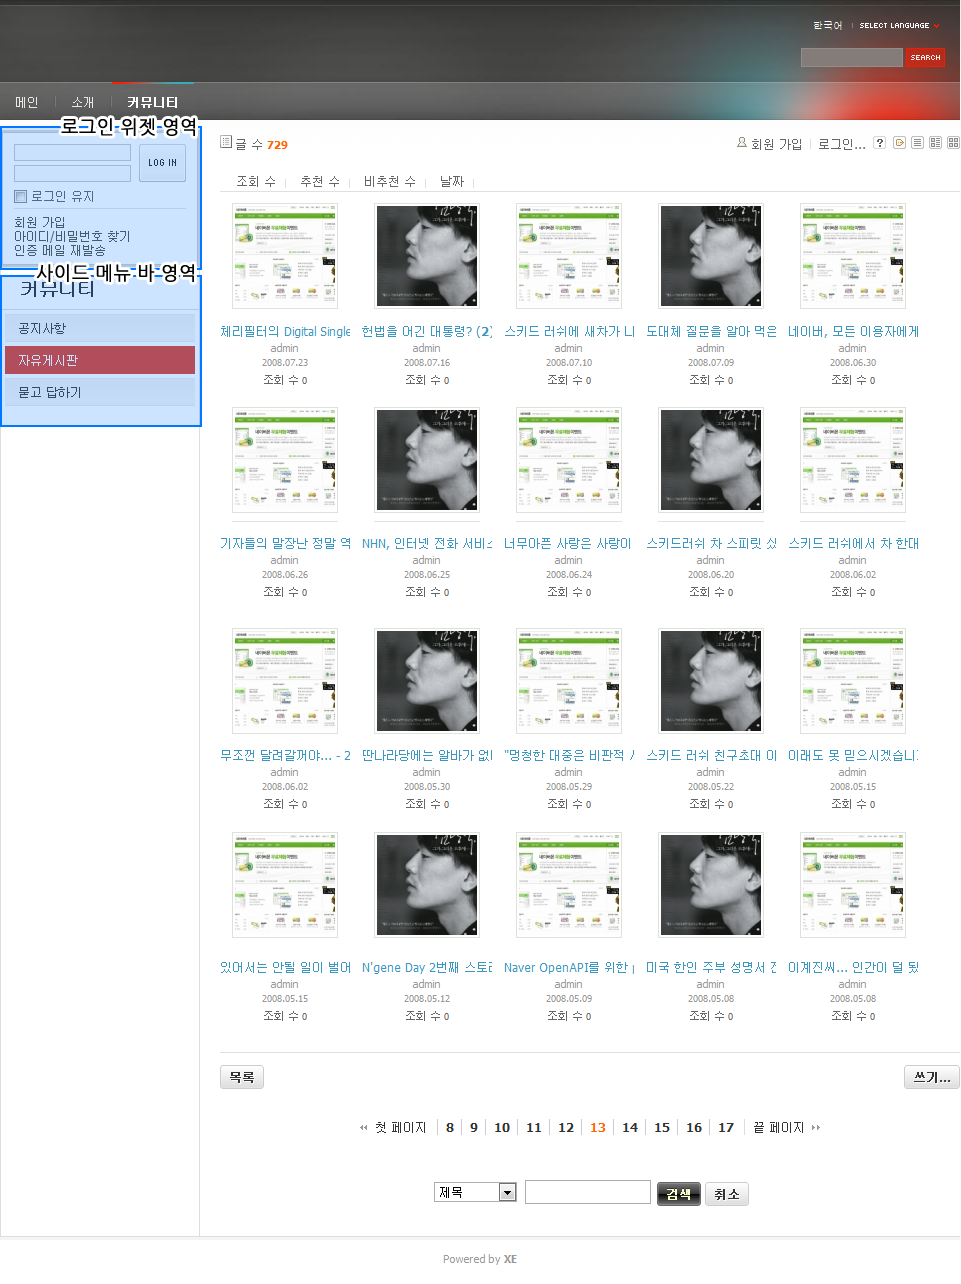 한국어 SELECT LANGUAGE
SEARCH
메인 소개 커뮤니티
로그인 위젯 영역
LOG IN
로그인 유지
회원 가입
아이디/비밀번호 찾기
인증 메일 재발송
사이드 메뉴 바 영역
커뮤니티
공지사항
자유게시판
묻고 답하기
글 수 729
회원 가입 로그인...
조회 수 추천 수 비추천 수 날짜
체리필터의 Digital Single 헌법을 어긴 대통령? (2) 스키드 러쉬에 새차가 도대체 질문을 알아 먹은 네이버, 모든 이용자에게
admin admin admin admin admin
2008.07.23 2008.07.16 2008.07.10 2008.07.09 2008.06.30
조회 수 0 조회 수 0 조회 수 0 조회 수 0 조회 수 0
기자들의 말장난 정말 역 NHN, 인터넷 전화 서비스 너무아픈 사랑은 사랑이 스키드러쉬 차 스피릿 스키드 러쉬에서 차 한대
admin admin admin admin admin
2008.06.26 2008.06.25 2008.06.24 2008.06.20 2008.06.02
조회 수 0 조회 수 0 조회 수 0 조회 수 0 조회 수 0
무조껀 달려갈꺼야... - 2 딴나라당에는 알바가 "멍청한 대중은 비판적 스키드 러쉬 친구초대 이래도 못 믿으시겠습니
admin admin admin admin admin
2008.06.02 2008.05.30 2008.05.29 2008.05.22 2008.05.15
조회 수 0 조회 수 0 조회 수 0 조회 수 0 조회 수 0
있어서는 안될 일이 벌어 N'gene Day 2번째 스토리 Naver OpenAPI를 위한 미국 한인 주부 성명서 이계진씨... 인간이 덜 됐
admin admin admin admin admin
2008.05.15 2008.05.12 2008.05.09 2008.05.08 2008.05.08
조회 수 0 조회 수 0 조회 수 0 조회 수 0 조회 수 0
목록 쓰기...
첫 페이지 8 9 10 11 12 13 14 15 16 17 끝 페이지
제목 검색 취소
Powered by XE